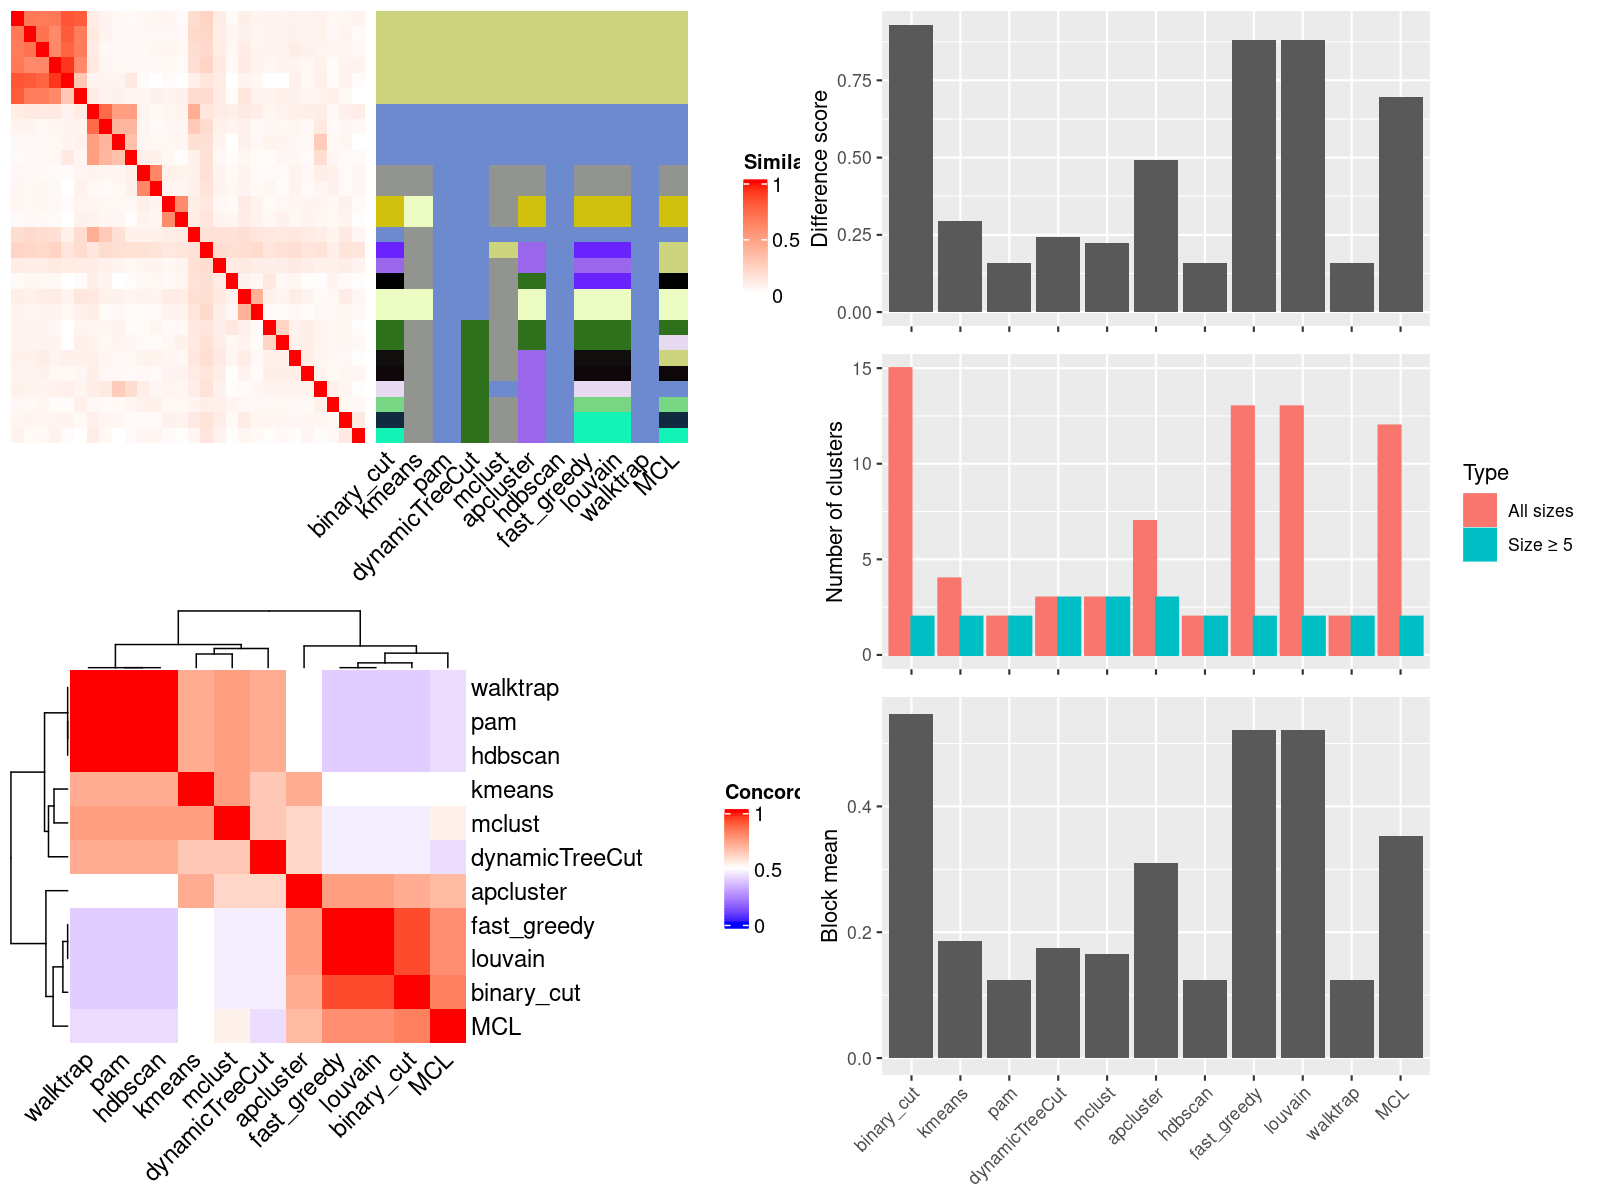 Simila
1
0.5
0
binary_cut
kmeans
pam
dynamicTreeCut
mclust
apcluster
hdbscan
fast_greedy
louvain
walktrap
MCL
walktrap
pam
hdbscan
kmeans
mclust
dynamicTreeCut
apcluster
fast_greedy
louvain
binary_cut
MCL
walktrap
pam
hdbscan
kmeans
mclust
dynamicTreeCut
apcluster
fast_greedy
louvain
binary_cut
MCL
Concord
1
0.5
0
Difference score
0.75
0.50
0.25
0.00
Number of clusters
15
10
5
0
Type
All sizes
Size ≥ 5
Block mean
0.4
0.2
0.0
binary_cut
kmeans
pam
dynamicTreeCut
mclust
apcluster
hdbscan
fast_greedy
louvain
walktrap
MCL